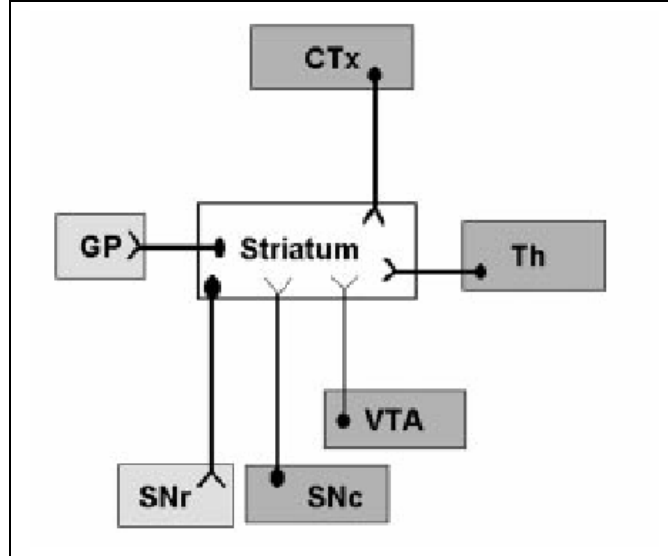 CTx
GP
Striatum
Th
VTA
SNr
SNc